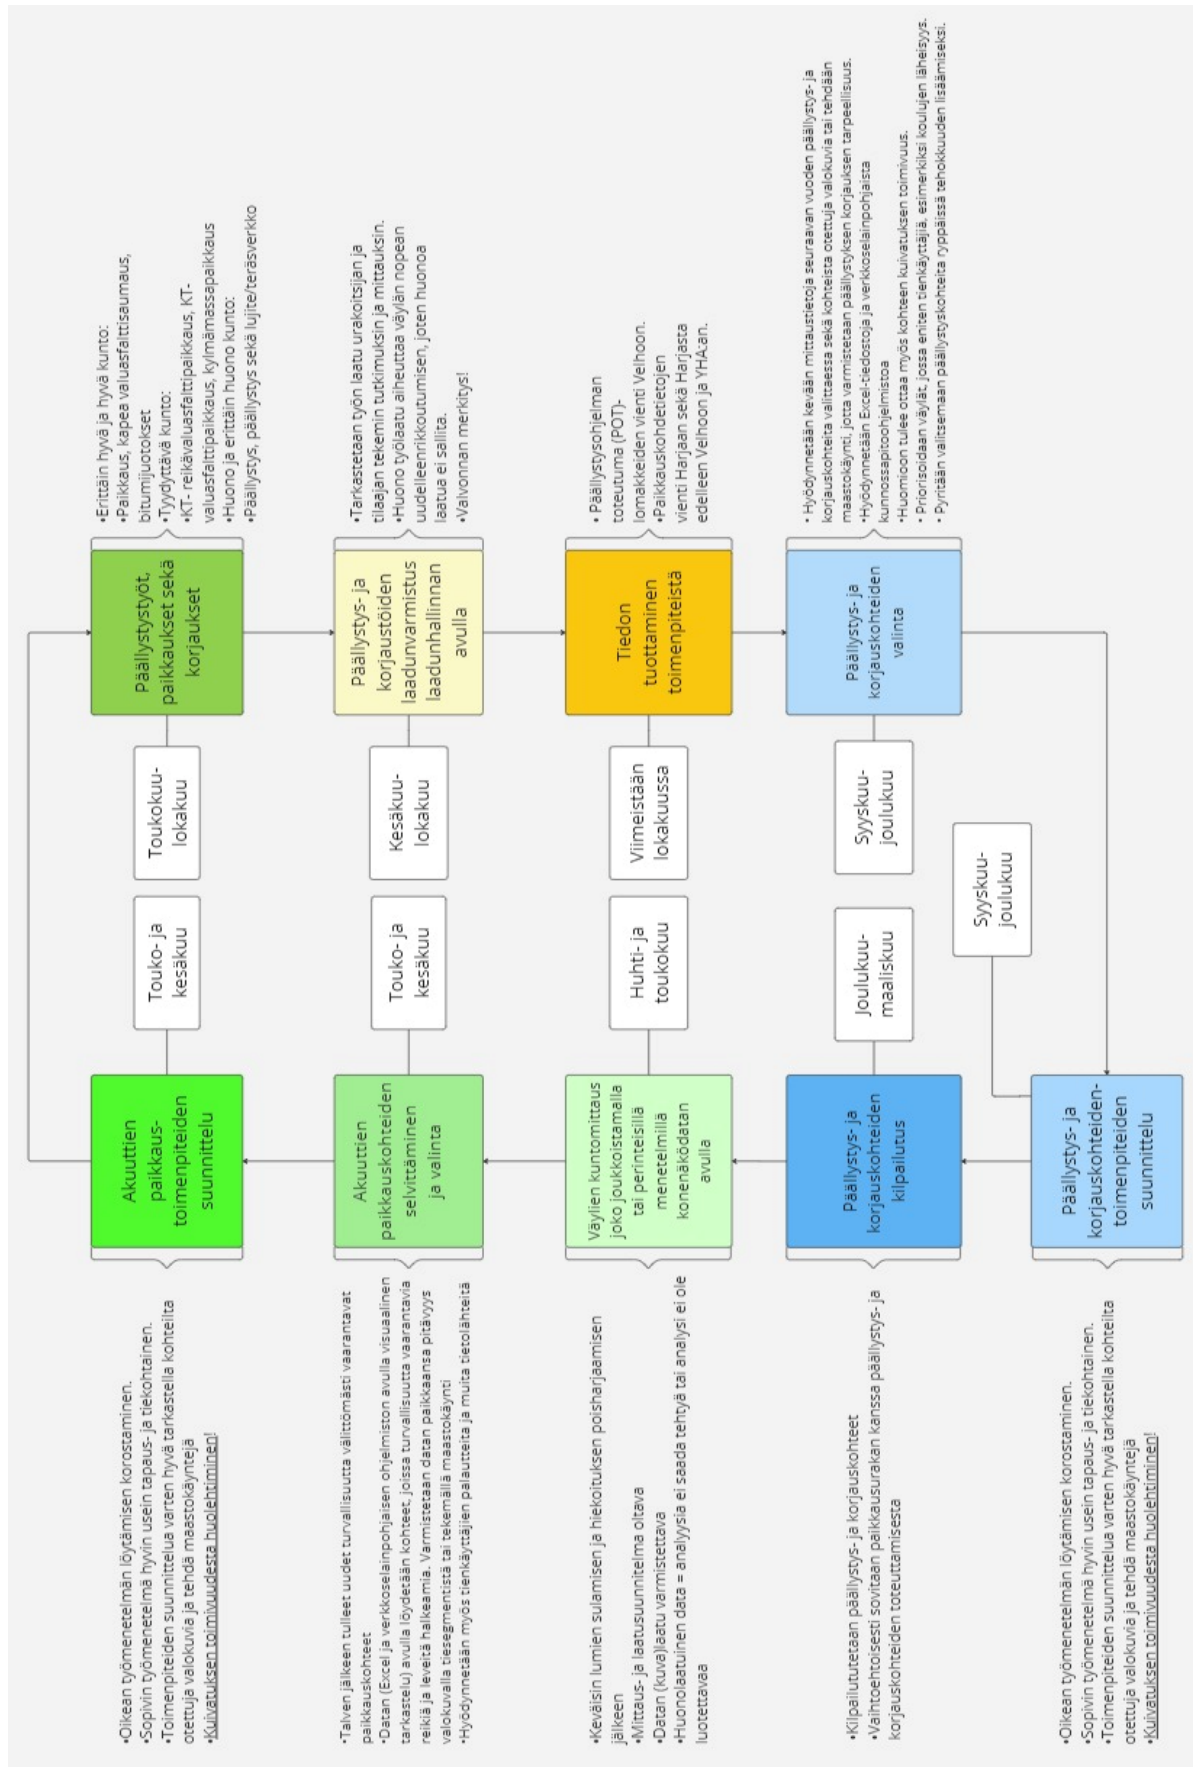 •Oikean työmenetelmän löytämisen korostaminen.
•Sopivin työmenetelmä hyvin usein tapaus- ja tiekohtainen.
•Toimenpiteiden suunnittelua varten hyvä tarkastella kohteilta
otettuja valokuvia ja tehdä maastokäyntejä
•Kuivatuksen toimivuudesta huolehtiminen!
Akuuttien
paikkaus-
toimenpiteiden
suunnittelu
Touko- ja
kesäkuu
Toukokuu-
lokakuu
Päällystystyöt,
paikkaukset sekä
korjaukset
•Erittäin hyvä ja hyvä kunto:
•Paikkaus, kapea valuasfalttisaumaus,
bitumijuotokset
•Tyydyttävä kunto:
•KT- reikävaluasfalttipaikkaus, KT-
valuasfalttipaikkaus, kylmämassapaikkaus
•Huono ja erittäin huono kunto:
•Päällystys, päällystys sekä lujite/teräsverkko
•Talven jälkeen tulleet uudet turvallisuutta välittömästi vaarantavat
paikkauskohteet
•Datan (Excel ja verkkoselainpohjaisen ohjelmiston avulla visuaalinen
tarkastelu) avulla löydetään kohteet, joissa turvallisuutta vaarantavia
reikiä ja leveitä halkeamia. Varmistetaan datan paikkaansa pitävyys
valokuvalla tiesegmentistä tai tekemällä maastokäynti
•Hyödynnetään myös tienkäyttäjien palautteita ja muita tietolähteitä
Akuuttien
paikkauskohteiden
selvittäminen
ja valinta
Touko- ja
kesäkuu
Kesäkuu-
lokakuu
Päällystys- ja
korjaustöiden
laadunvarmistus
laadunhallinnan
avulla
•Tarkastetaan työn laatu urakoitsijan ja
tilaajan tekemin tutkimuksin ja mittauksin.
•Huono työlaatu aiheuttaa väylän nopean
uudelleenrikkoutumisen, joten huonoa
laatua ei sallita.
•Valvonnan merkitys!
•Keväisin lumien sulamisen ja hiekoituksen poisharjaamisen
jälkeen
•Mittaus- ja laatusuunnitelma oltava
•Datan (kuva)laatu varmistettava
•Huonolaatuinen data = analyysia ei saada tehtyä tai analysi ei ole
luotettavaa
Väylien kuntomittaus
joko joukkoistamalla
tai perinteisillä
menetelmillä
konenäködatan
avulla
Huhti- ja
toukokuu
Viimeistään
lokakuussa
Tiedon
tuottaminen
toimenpiteistä
• Päällystysohjelman
toteutuma (POT)-
lomakkeiden vienti Velhoon.
•Paikkauskohdetietojen
vienti Harjaan sekä Harjasta
edelleen Velhoon ja YHA:an.
•Kilpailututetaan päällystys- ja korjauskohteet
•Vaihtoehtoisesti sovitaan paikkausurakan kanssa päällystys- ja
korjauskohteiden toteuttamisesta
Päällystys- ja
korjauskohteiden
kilpailutus
Joulukuu-
maaliskuu
Syyskuu-
joulukuu
Päällystys- ja
korjauskohteiden
valinta
• Hyödynnetään kevään mittaustietoja seuraavan vuoden päällystys- ja
korjauskohteita valittaessa sekä kohteista otettuja valokuvia tai tehdään
maastokäynti, jotta varmistetaan päällystyksen korjauksen tarpeellisuus.
•Hyödynnetään Excel-tiedostoja ja verkkoselainpohjaista
kunnossapitoohjelmistoa
•Huomioon tulee ottaa myös kohteen kuivatuksen toimivuus.
• Priorisoidaan väylät, jossa eniten tienkäyttäjiä, esimerkiksi koulujen läheisyys.
• Pyritään valitsemaan päällystyskohteita ryppäissä tehokkuuden lisäämiseksi.
Syyskuu-
joulukuu
•Oikean työmenetelmän löytämisen korostaminen.
•Sopivin työmenetelmä hyvin usein tapaus- ja tiekohtainen.
•Toimenpiteiden suunnittelua varten hyvä tarkastella kohteilta
otettuja valokuvia ja tehdä maastokäyntejä
•Kuivatuksen toimivuudesta huolehtiminen!
Päällystys- ja
korjauskohteiden-
toimenpiteiden
suunnittelu